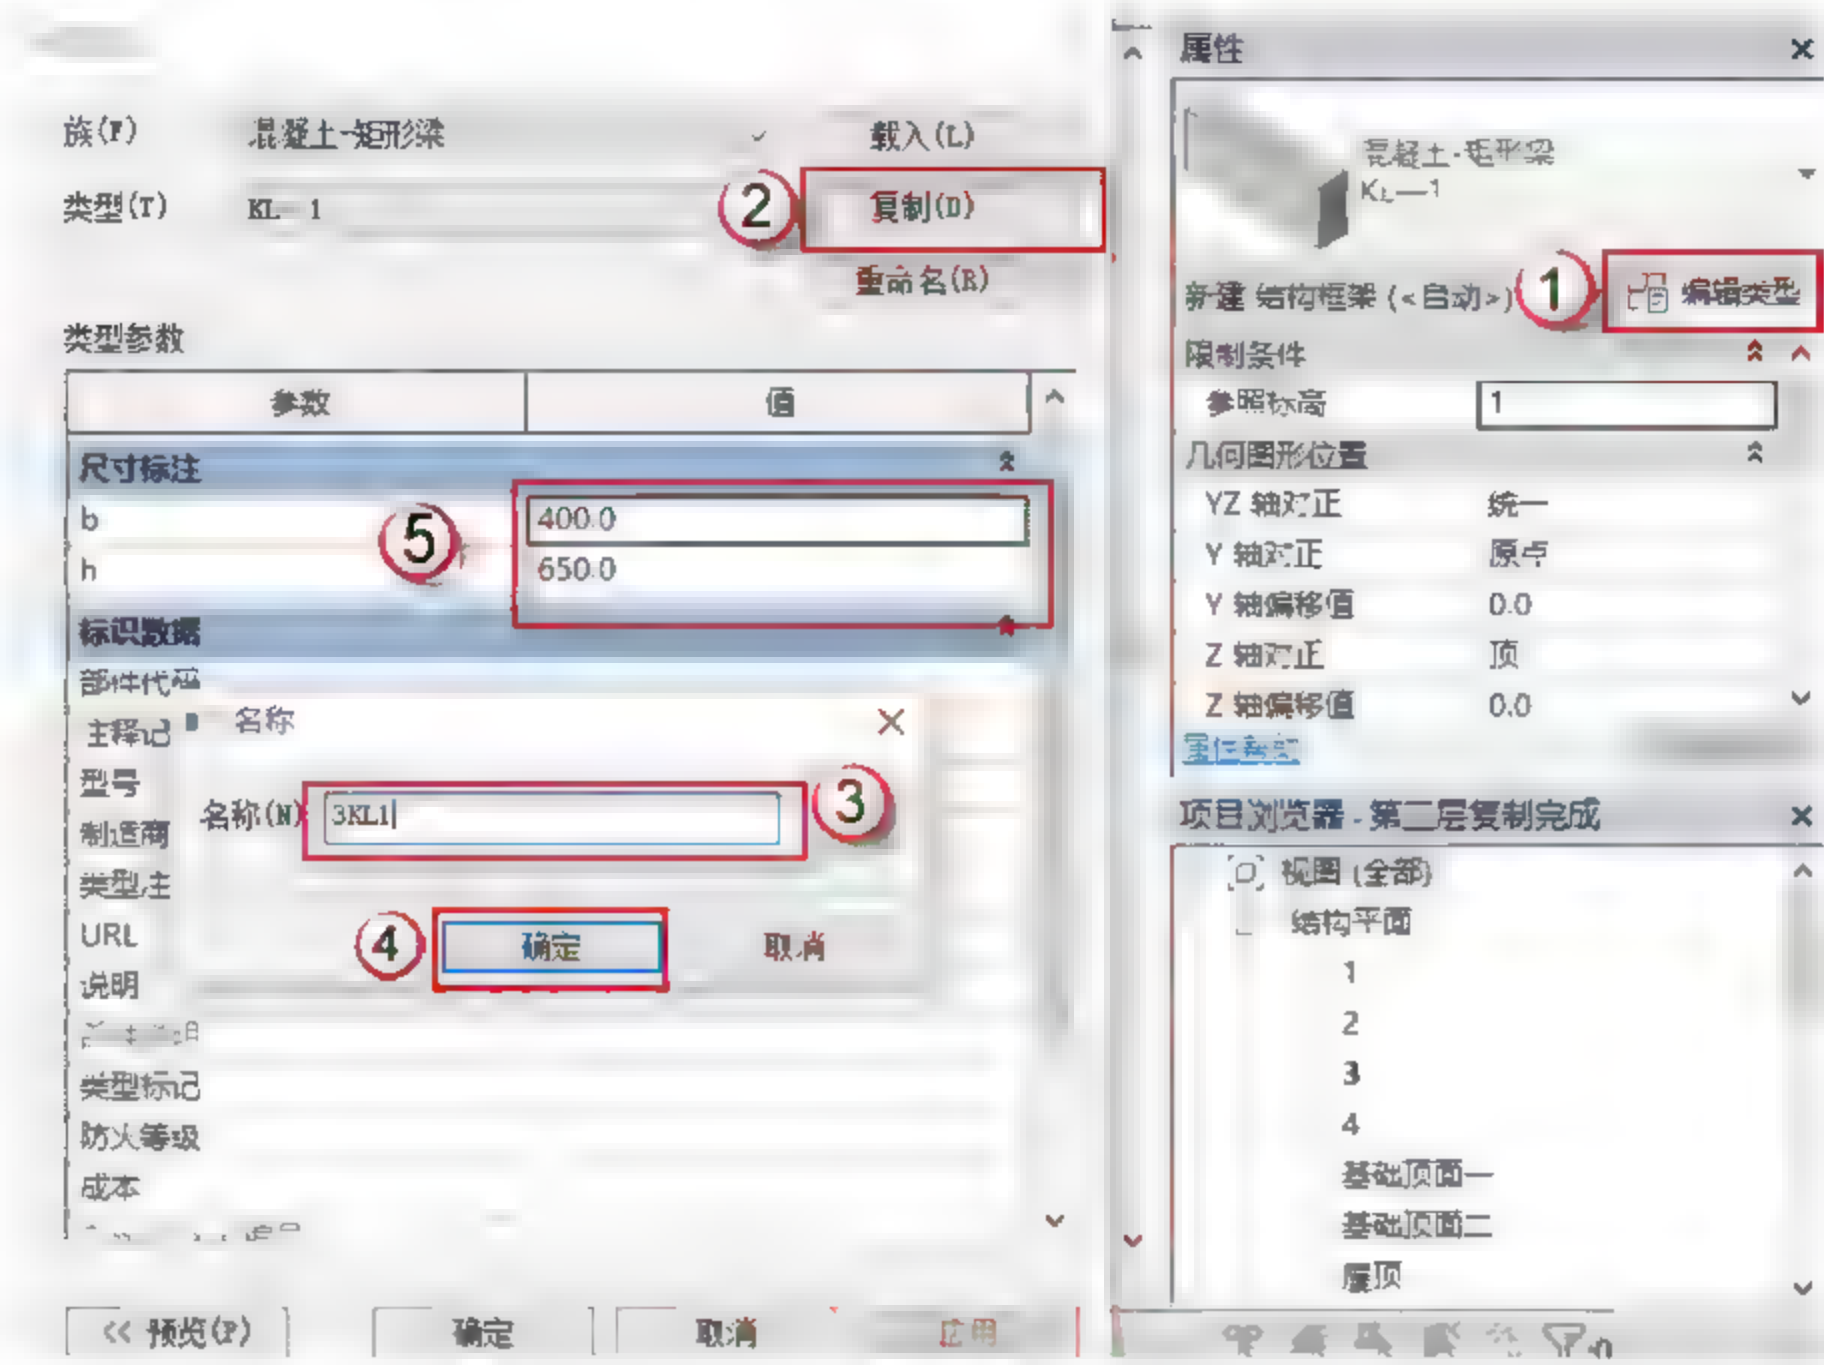 族(F) 混凝土-矩形梁 载入(L)
类型(T) KL- 1 ② 复制(D)
重命名(R)
类型参数
参数 值
尺寸标注
b 400.0
⑤
h 650.0
标识数据
部件代码
注释记
型号
制造商
类型注
URL
说明
类型标记
防火等级
成本
名称
名称(N) 3KL1 ③
④ 确定 取消
<< 预览(P) 确定 取消 应用
属性
混凝土-矩形梁
KL—1
新建 结构框架 (<自动>) ① 编辑类型
限制条件
参照标高 1
几何图形位置
YZ 轴对正 统一
Y 轴对正 原点
Y 轴偏移值 0.0
Z 轴对正 顶
Z 轴偏移值 0.0
属性帮助
项目浏览器 - 第二层复制完成
视图 (全部)
结构平面
1
2
3
4
基础顶面一
基础顶面二
屋顶
:0